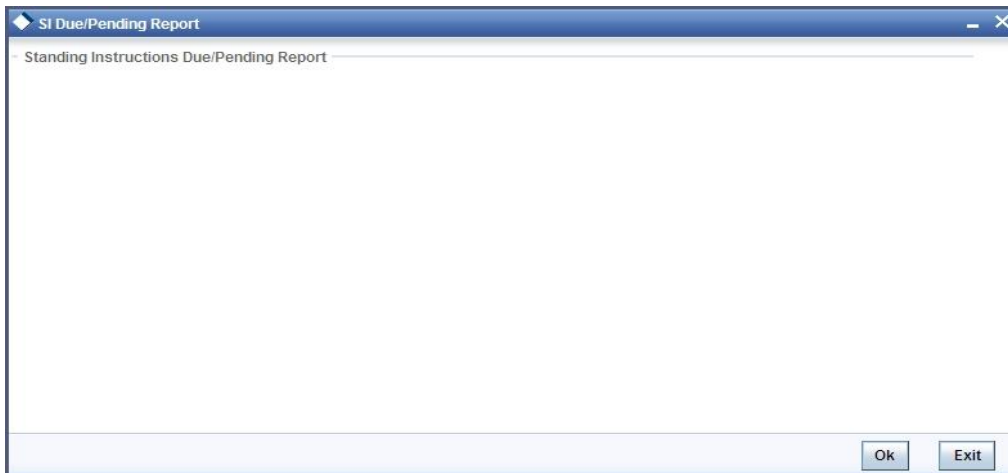 SI Due/Pending Report
Standing Instructions Due/Pending Report
Ok Exit